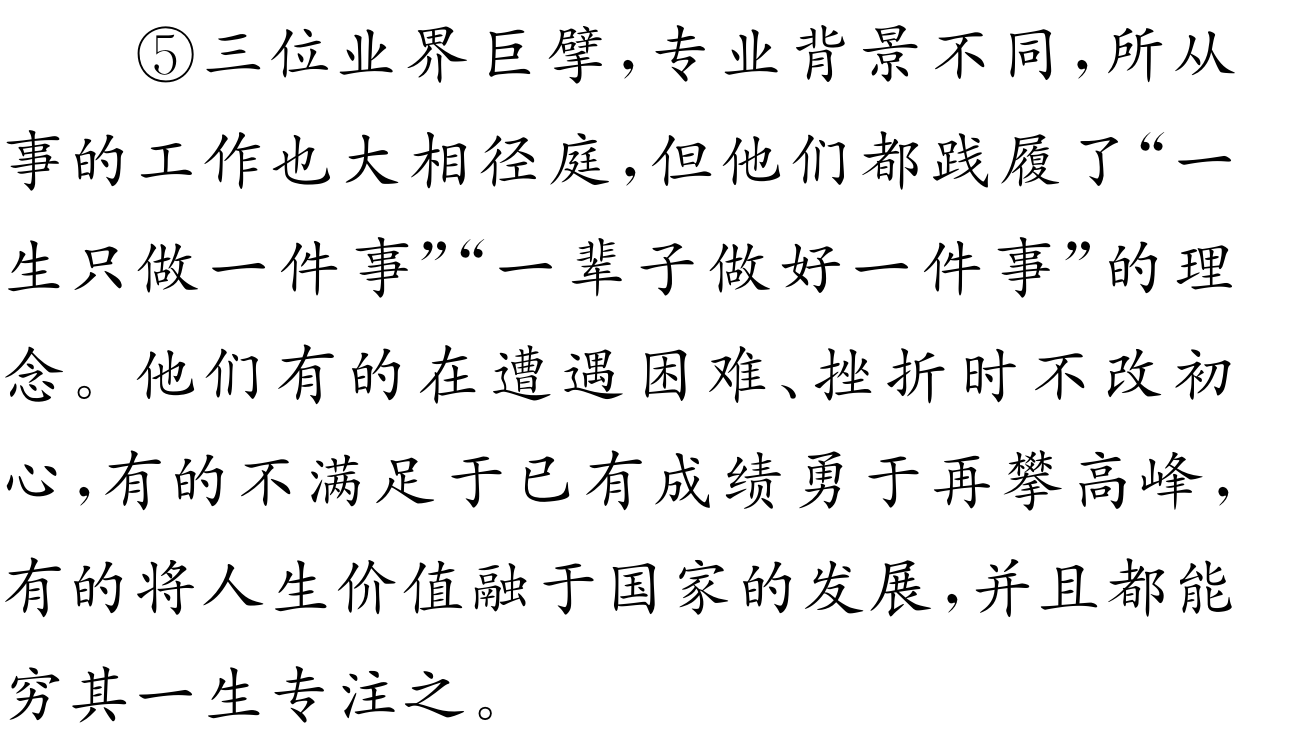 ⑤三位业界巨擘,专业背景不同,所从
事的工作也大相径庭,但他们都践履了“一
生只做一件事”“一辈子做好一件事”的理
念。他们有的在遭遇困难、挫折时不改初
心,有的不满足于已有成绩勇于再攀高峰,
有的将人生价值融于国家的发展,并且都能
穷其一生专注之。